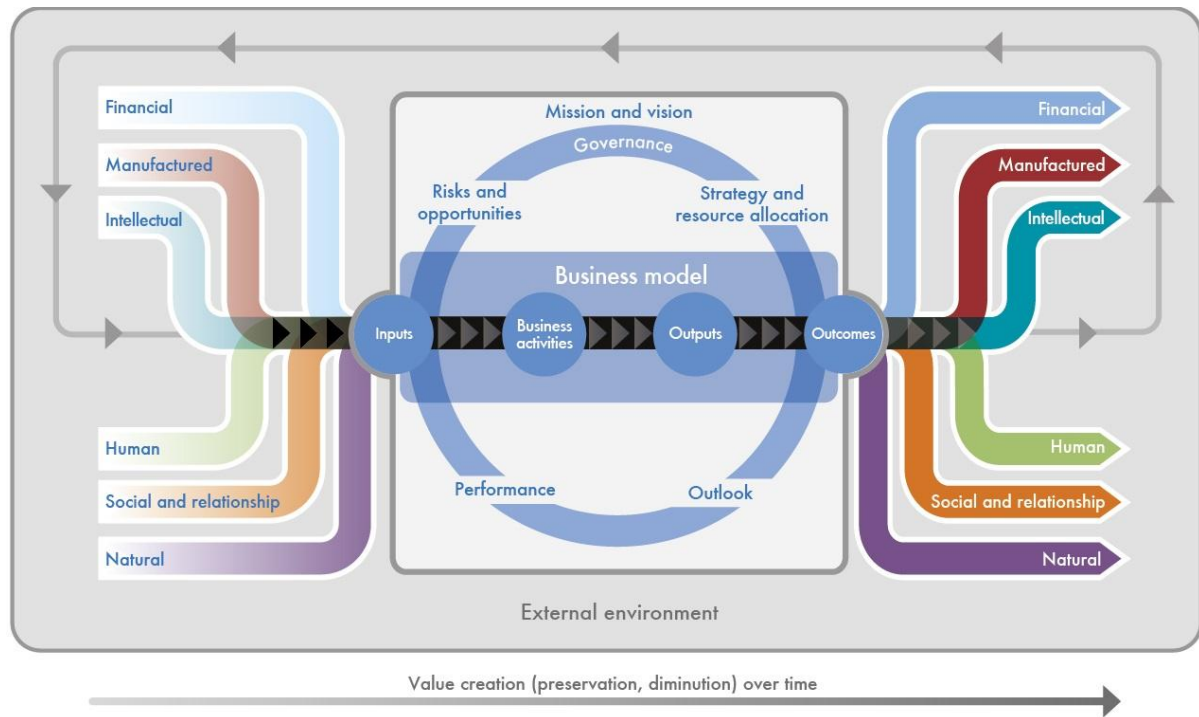 Financial
Manufactured
Intellectual
Human
Social and relationship
Natural
Mission and vision
Governance
Risks and
opportunities
Strategy and
resource allocation
Business model
Inputs
Business
activities
Outputs
Outcomes
Performance
Outlook
Financial
Manufactured
Intellectual
Human
Social and relationship
Natural
External environment
Value creation (preservation, diminution) over time